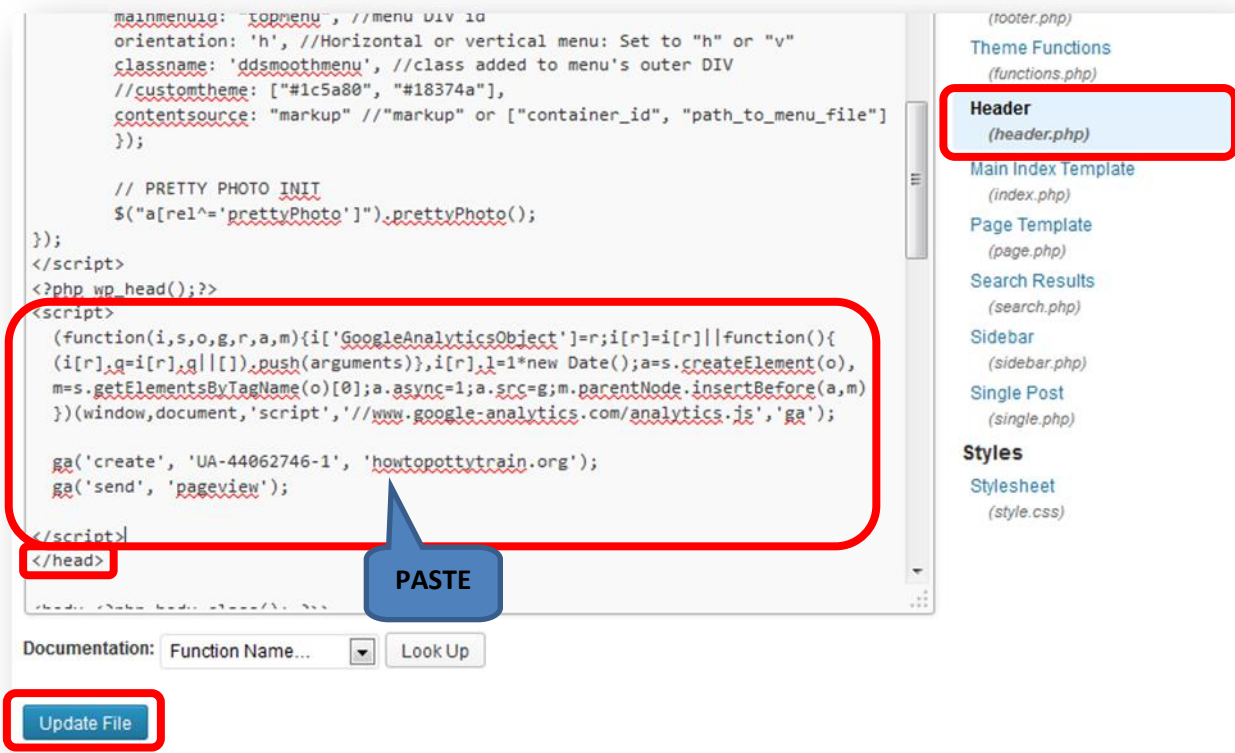 mainmenuid: "topMenu", //menu DIV id
orientation: 'h', //Horizontal or vertical menu: Set to "h" or "v"
classname: 'ddsmoothmenu', //class added to menu's outer DIV
//customtheme: ["#1c5a80", "#18374a"],
contentsource: "markup" //"markup" or ["container_id", "path_to_menu_file"]
});
// PRETTY PHOTO INIT
$("a[rel^='prettyPhoto']").prettyPhoto();
});
</script>
<?php wp_head();?>
<script>
(function(i,s,o,g,r,a,m){i['GoogleAnalyticsObject']=r;i[r]=i[r]||function(){
(i[r].q=i[r].q||[]).push(arguments)},i[r].l=1*new Date();a=s.createElement(o),
m=s.getElementsByTagName(o)[0];a.async=1;a.src=g;m.parentNode.insertBefore(a,m)
})(window,document,'script','//www.google-analytics.com/analytics.js','ga');
ga('create', 'UA-44062746-1', 'howtopottytrain.org');
ga('send', 'pageview');
</script>
</head>
<body <?php body_class(); ?>>
PASTE
Documentation:
Function Name...
Look Up
Update File
(footer.php)
Theme Functions
(functions.php)
Header
(header.php)
Main Index Template
(index.php)
Page Template
(page.php)
Search Results
(search.php)
Sidebar
(sidebar.php)
Single Post
(single.php)
Styles
Stylesheet
(style.css)